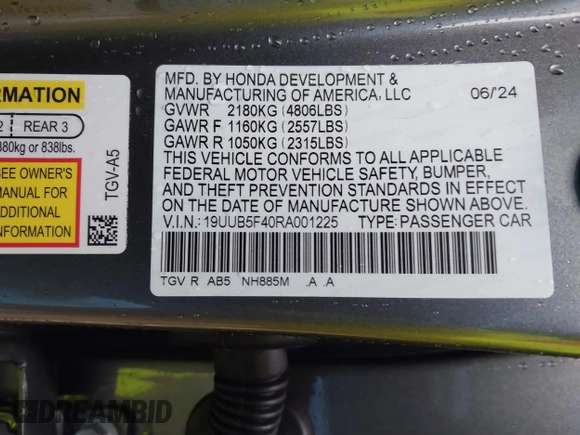 RMATION
2 REAR 3
380kg or 838lbs.
SEE OWNER'S
MANUAL FOR
ADDITIONAL
INFORMATION
TGV-A5
MFD. BY HONDA DEVELOPMENT &
MANUFACTURING OF AMERICA, LLC 06/24
GVWR 2180KG (4806LBS)
GAWR F 1160KG (2557LBS)
GAWR R 1050KG (2315LBS)
THIS VEHICLE CONFORMS TO ALL APPLICABLE
FEDERAL MOTOR VEHICLE SAFETY, BUMPER,
AND THEFT PREVENTION STANDARDS IN EFFECT
ON THE DATE OF MANUFACTURE SHOWN ABOVE.
V.I.N.: 19UUB5F40RA001225 TYPE: PASSENGER CAR
TGV R AB5 NH885M .A .A
DREAMBID